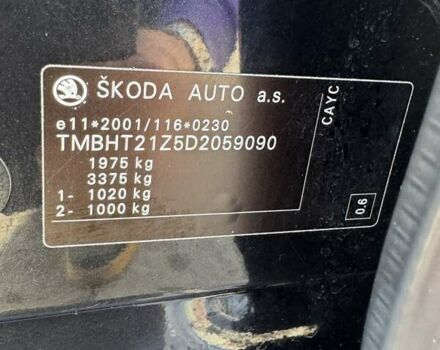 ŠKODA AUTO a.s.
e11*2001/116*0230
TMBHT21Z5D2059090
1975 kg
3375 kg
1- 1020 kg
2- 1000 kg
CAYC
0.6